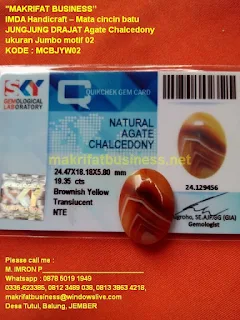 "MAKRIFAT BUSINESS"
IMDA Handicraft – Mata cincin batu
JUNGJUNG DRAJAT Agate Chalcedony
ukuran Jumbo motif 02
KODE : MCBJYW02
SKY
GEMOLOGICAL
LABORATORY
QUICKCHEK GEM CARD
NATURAL
AGATE
CHALCEDONY
makrifatbusiness.net
24.47X18.18X5.80 mm
19.35 cts
Brownish Yellow
Translucent
NTE
24.129456
Gemologist
Please call me :
M. IMRON P
Whatsapp : 0878 5019 1949
0336-623386, 0812 3489 038, 0813 3863 4218,
makrifatbusiness@windowslive.com
Desa Tutul, Balung, JEMBER